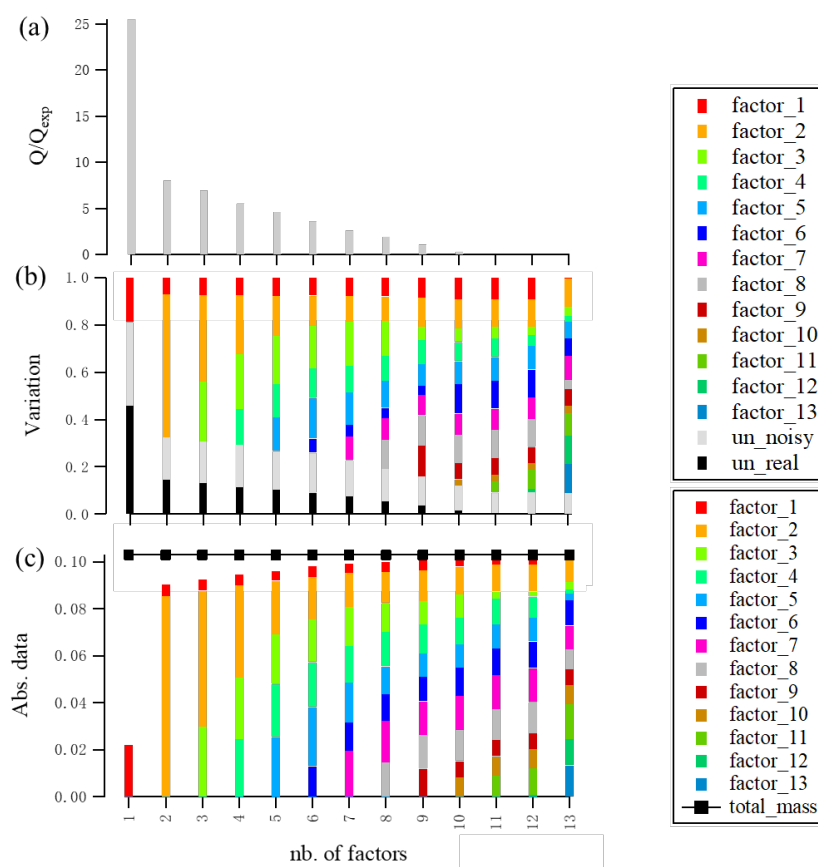 (a)
25
20
15
10
5
0
Q/Qexp
(b)
1.0
0.8
0.6
0.4
0.2
0.0
Variation
(c)
0.10
0.08
0.06
0.04
0.02
0.00
Abs. data
1 2 3 4 5 6 7 8 9 10 11 12 13
nb. of factors
factor_1
factor_2
factor_3
factor_4
factor_5
factor_6
factor_7
factor_8
factor_9
factor_10
factor_11
factor_12
factor_13
un_noisy
un_real
factor_1
factor_2
factor_3
factor_4
factor_5
factor_6
factor_7
factor_8
factor_9
factor_10
factor_11
factor_12
factor_13
total_mass